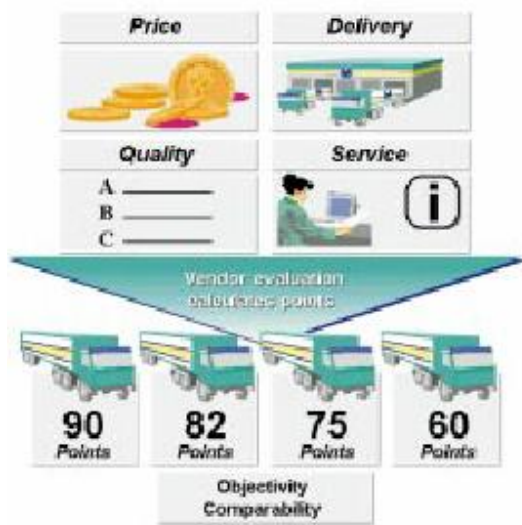 Price
Delivery
Quality
Service
A
B
C
i
Vendor evaluation
calculates points
90
Points
82
Points
75
Points
60
Points
Objectivity
Comparability